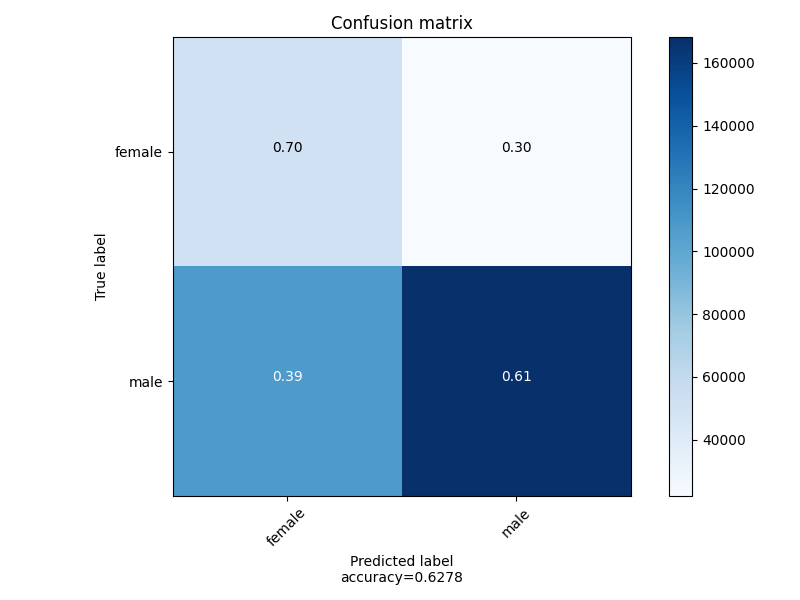 Confusion matrix
female
0.70
0.30
male
0.39
0.61
True label
female
male
Predicted label
accuracy=0.6278
160000
140000
120000
100000
80000
60000
40000